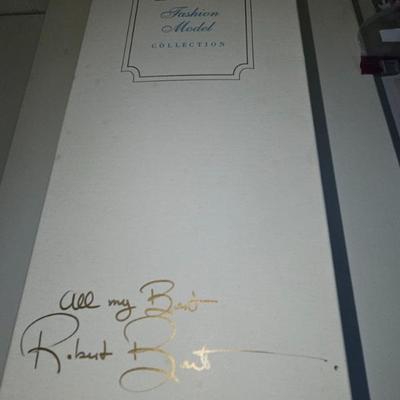 Fashion
Model
COLLECTION
All my Best
Robert Best